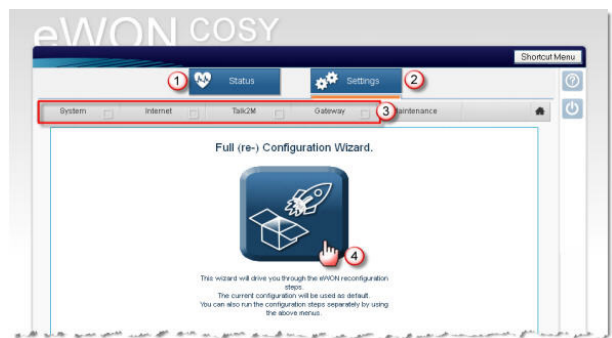 eWON COSY
Shortcut Menu
1 Status Settings 2
System Internet Talk2M Gateway 3 Maintenance
Full (re-) Configuration Wizard.
4
This wizard will drive you through the eWON reconfiguration
steps.
The current configuration will be used as default.
You can also run the configuration steps separately by using
the above menus.